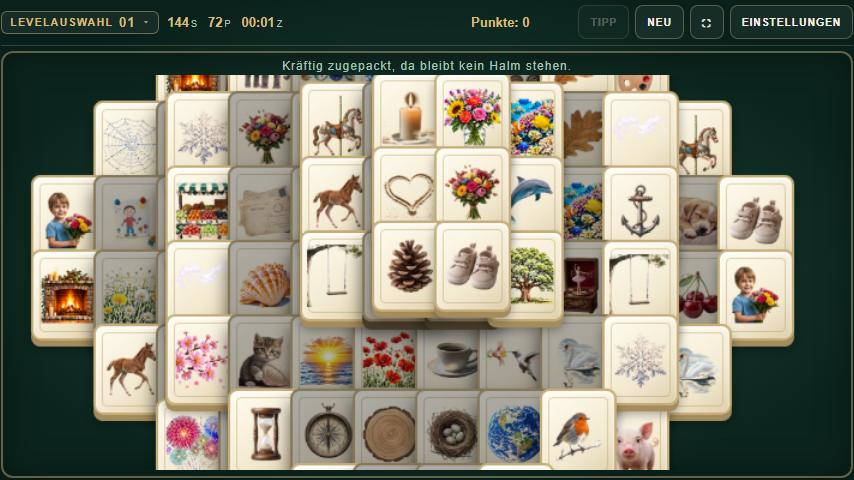 LEVELAUSWAHL 01 144S 72P 00:01Z Punkte: 0 TIPP NEU EINSTELLUNGEN
Kräftig zugepackt, da bleibt kein Halm stehen.